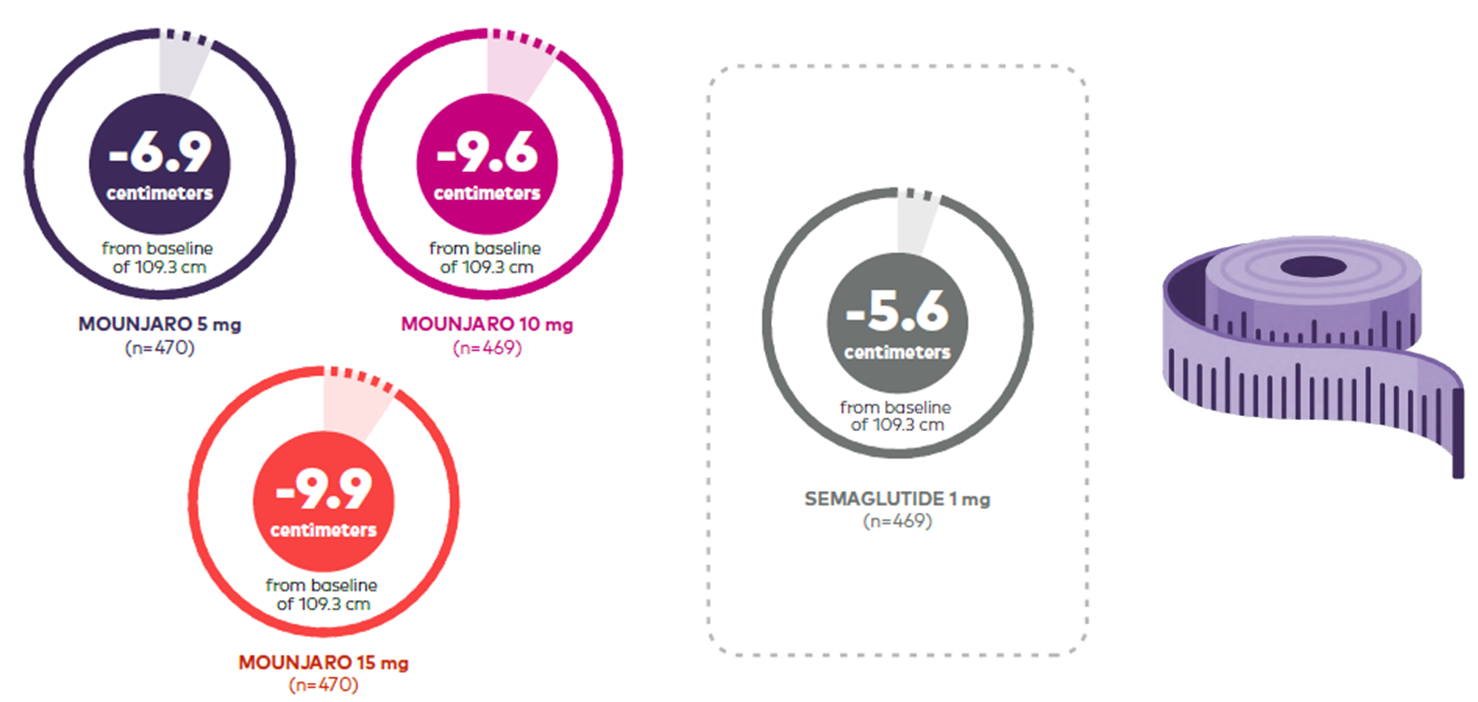 -6.9
centimeters
from baseline
of 109.3 cm
MOUNJARO 5 mg
(n=470)
-9.6
centimeters
from baseline
of 109.3 cm
MOUNJARO 10 mg
(n=469)
-9.9
centimeters
from baseline
of 109.3 cm
MOUNJARO 15 mg
(n=470)
-5.6
centimeters
from baseline
of 109.3 cm
SEMAGLUTIDE 1 mg
(n=469)